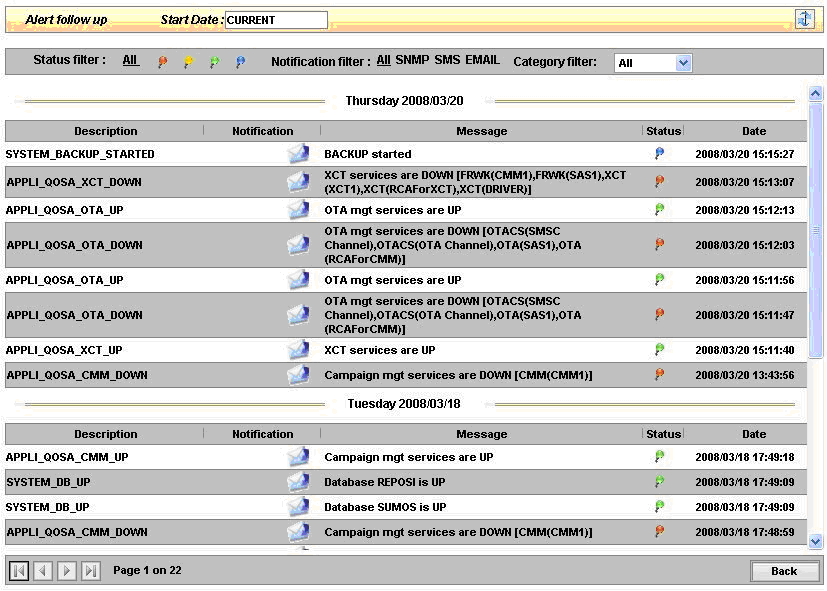 Alert follow up Start Date : CURRENT
Status filter : All Notification filter : All SNMP SMS EMAIL Category filter: All
Thursday 2008/03/20
Description Notification Message Status Date
SYSTEM_BACKUP_STARTED BACKUP started 2008/03/20 15:15:27
APPLI_QOSA_XCT_DOWN XCT services are DOWN [FRWK(CMM1),FRWK(SAS1),XCT
(XCT1),XCT(RCAForXCT),XCT(DRIVER)] 2008/03/20 15:13:07
APPLI_QOSA_OTA_UP OTA mgt services are UP 2008/03/20 15:12:13
APPLI_QOSA_OTA_DOWN OTA mgt services are DOWN [OTACS(SMSC
Channel),OTACS(OTA Channel),OTA(SAS1),OTA 2008/03/20 15:12:03
(RCAForCMM)]
APPLI_QOSA_OTA_UP OTA mgt services are UP 2008/03/20 15:11:56
APPLI_QOSA_OTA_DOWN OTA mgt services are DOWN [OTACS(SMSC
Channel),OTACS(OTA Channel),OTA(SAS1),OTA 2008/03/20 15:11:47
(RCAForCMM)]
APPLI_QOSA_XCT_UP XCT services are UP 2008/03/20 15:11:40
APPLI_QOSA_CMM_DOWN Campaign mgt services are DOWN [CMM(CMM1)] 2008/03/20 13:43:56
Tuesday 2008/03/18
Description Notification Message Status Date
APPLI_QOSA_CMM_UP Campaign mgt services are UP 2008/03/18 17:49:18
SYSTEM_DB_UP Database REPOSI is UP 2008/03/18 17:49:09
SYSTEM_DB_UP Database SUMOS is UP 2008/03/18 17:49:09
APPLI_QOSA_CMM_DOWN Campaign mgt services are DOWN [CMM(CMM1)] 2008/03/18 17:48:59
Page 1 on 22 Back